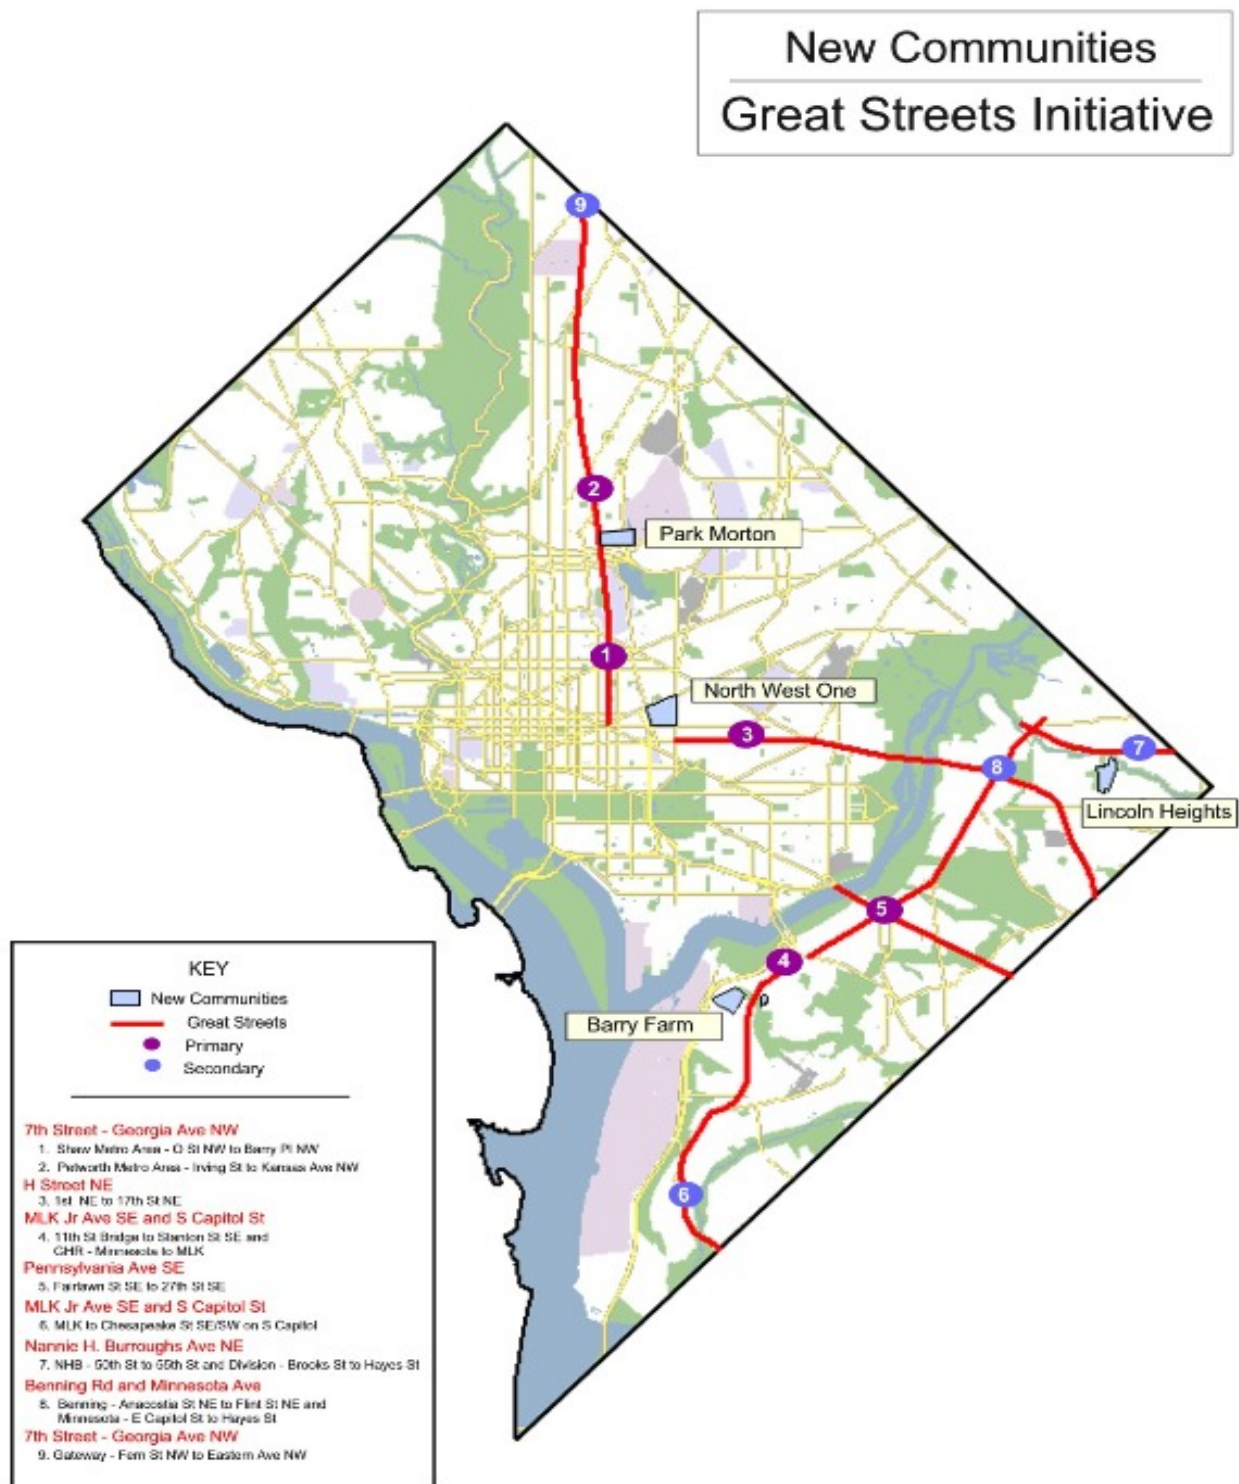 New Communities
Great Streets Initiative
9
2
Park Morton
1
North West One
3
7
8
Lincoln Heights
5
4
p
Barry Farm
6
KEY
New Communities
Great Streets
Primary
Secondary
7th Street - Georgia Ave NW
1. Shaw Metro Area - O St NW to Barry Pl NW
2. Petworth Metro Area - Irving St to Kansas Ave NW
H Street NE
3. 1st NE to 17th St NE
MLK Jr Ave SE and S Capitol St
4. 11th St Bridge to Stanton St SE and
GHR - Minnesota to MLK
Pennsylvania Ave SE
5. Fairlawn St SE to 27th St SE
MLK Jr Ave SE and S Capitol St
6. MLK to Chesapeake St SE/SW on S Capitol
Nannie H. Burroughs Ave NE
7. NHB - 50th St to 55th St and Division - Brooks St to Hayes St
Benning Rd and Minnesota Ave
8. Benning - Anacostia St NE to Flint St NE and
Minnesota - E Capitol St to Hayes St
7th Street - Georgia Ave NW
9. Gateway - Fern St NW to Eastern Ave NW